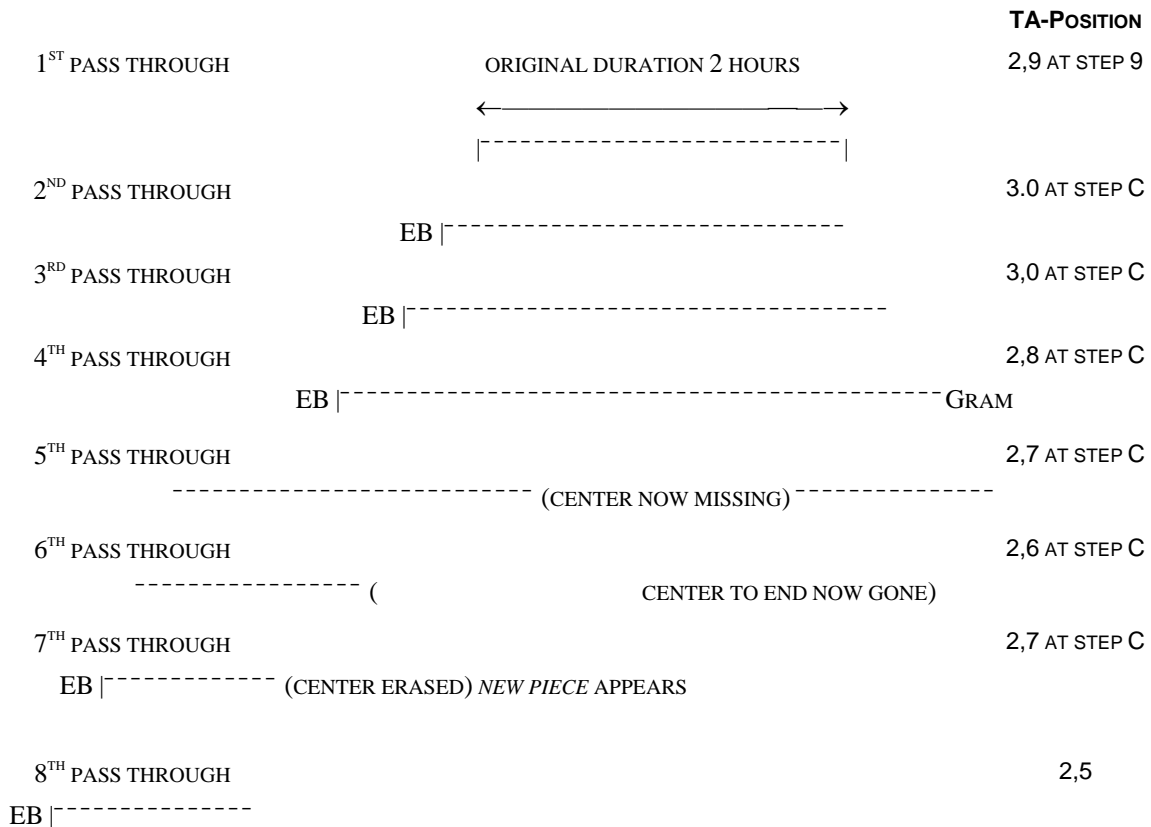 TA-POSITION
1ST PASS THROUGH ORIGINAL DURATION 2 HOURS 2,9 AT STEP 9
2ND PASS THROUGH 3.0 AT STEP C
EB
3RD PASS THROUGH 3,0 AT STEP C
EB
4TH PASS THROUGH 2,8 AT STEP C
EB GRAM
5TH PASS THROUGH 2,7 AT STEP C
(CENTER NOW MISSING)
6TH PASS THROUGH 2,6 AT STEP C
( CENTER TO END NOW GONE)
7TH PASS THROUGH 2,7 AT STEP C
EB (CENTER ERASED) NEW PIECE APPEARS
8TH PASS THROUGH 2,5
EB